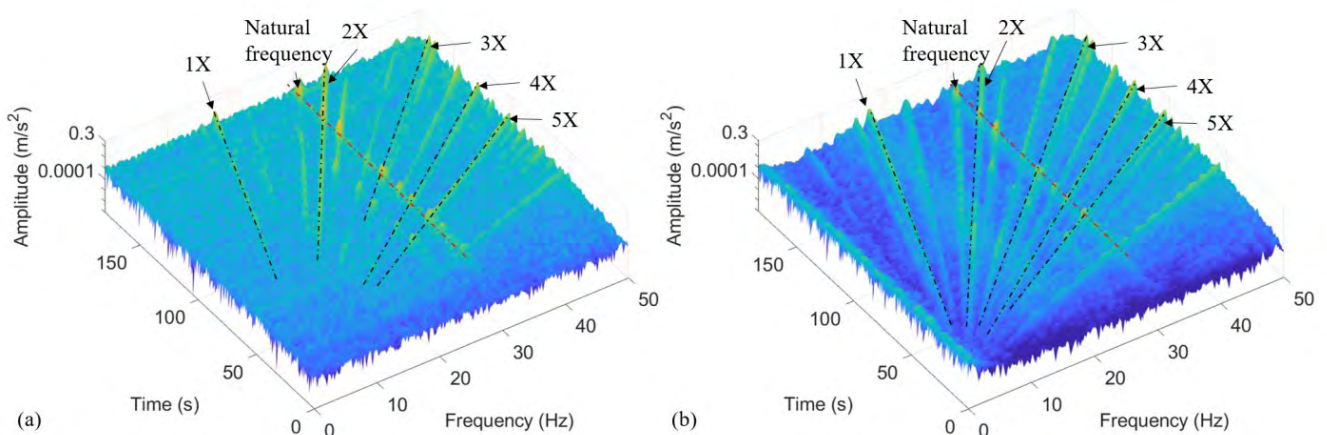 Natural
frequency
2X
1X
3X
4X
5X
Amplitude (m/s²)
0.3
0.0001
150
100
50
0
Time (s)
0
10
20
30
40
50
Frequency (Hz)
(a)
Natural
frequency
2X
1X
3X
4X
5X
Amplitude (m/s²)
0.3
0.0001
150
100
50
0
Time (s)
0
10
20
30
40
50
Frequency (Hz)
(b)